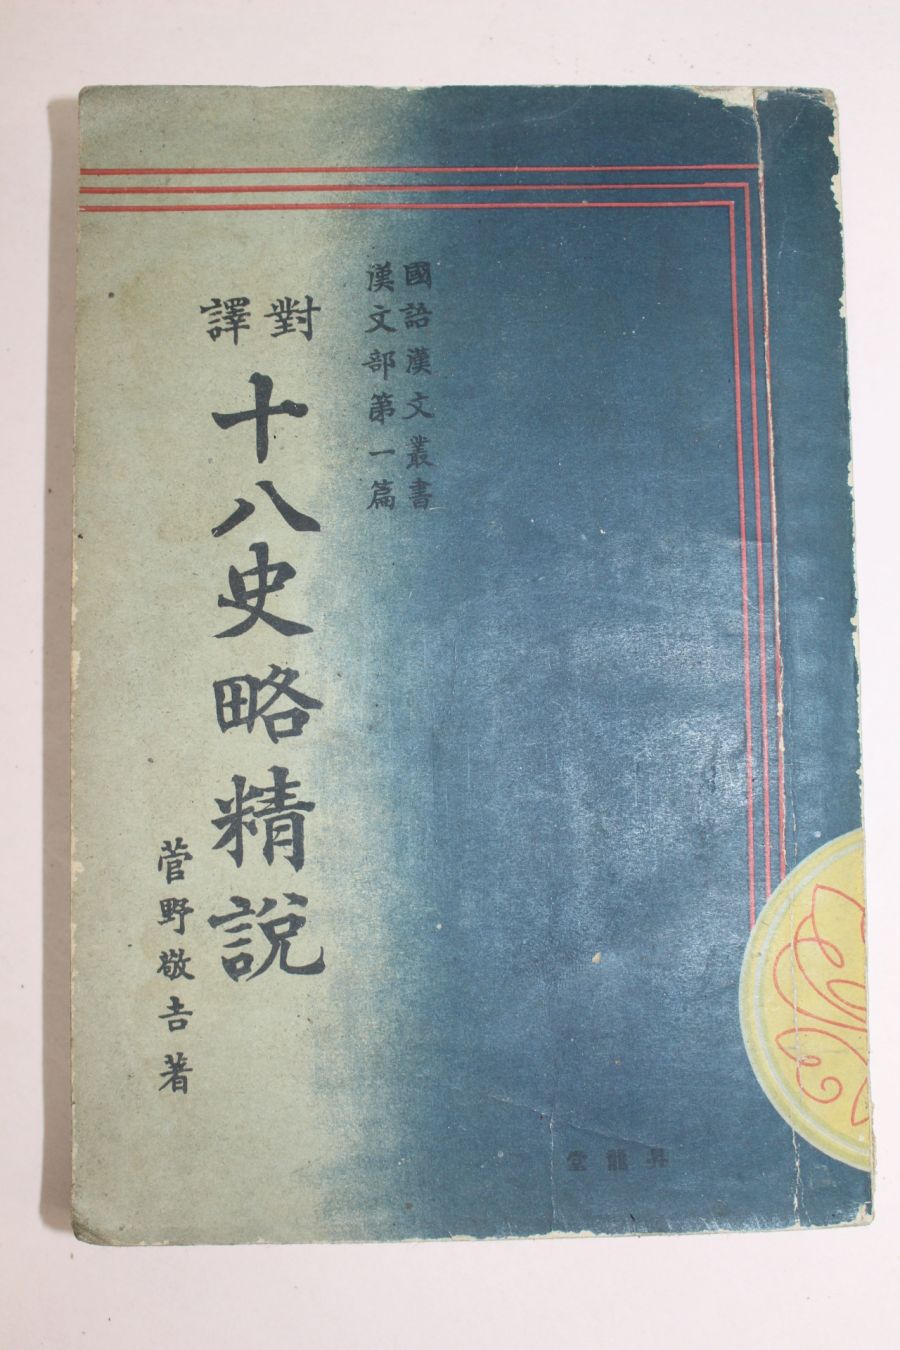 國語漢文叢書
漢文部第一篇
對譯
十八史略精說
菅野敬吉著
昇龍堂